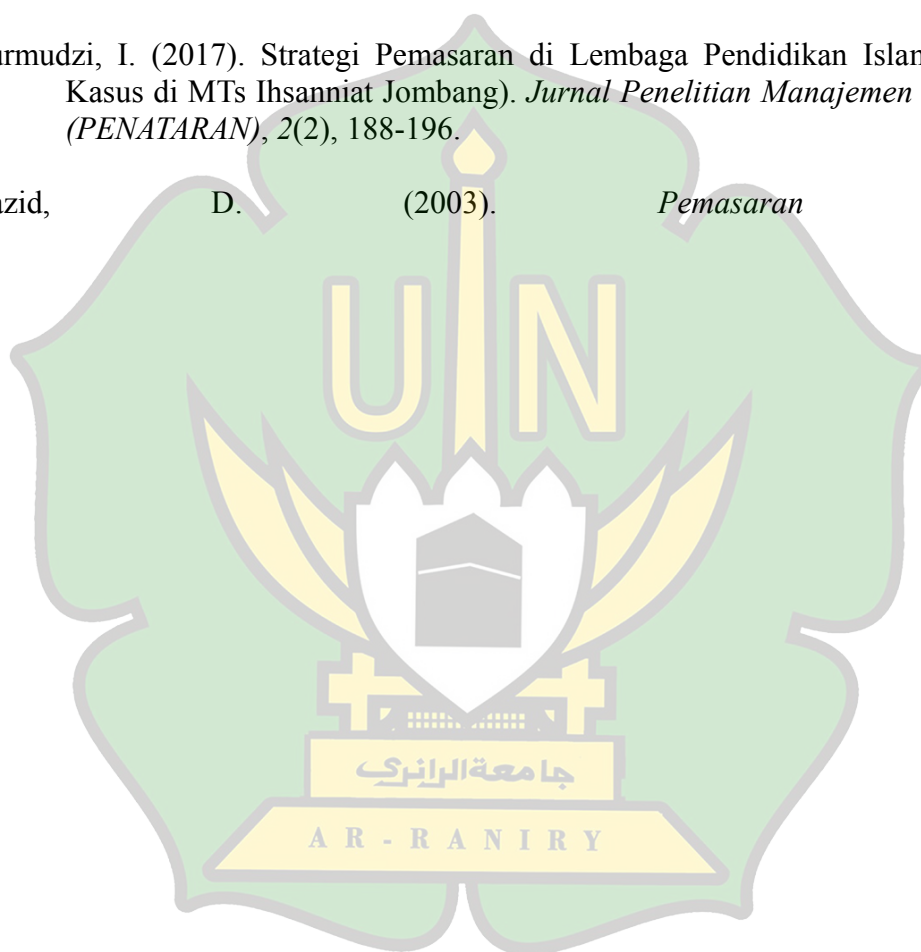 urmudzi, I. (2017). Strategi Pemasaran di Lembaga Pendidikan Islam
Kasus di MTs Ihsanniat Jombang). Jurnal Penelitian Manajemen
(PENATARAN), 2(2), 188-196.
azid, D. (2003). Pemasaran
UIN
جامعة الرانري
AR-RANIRY